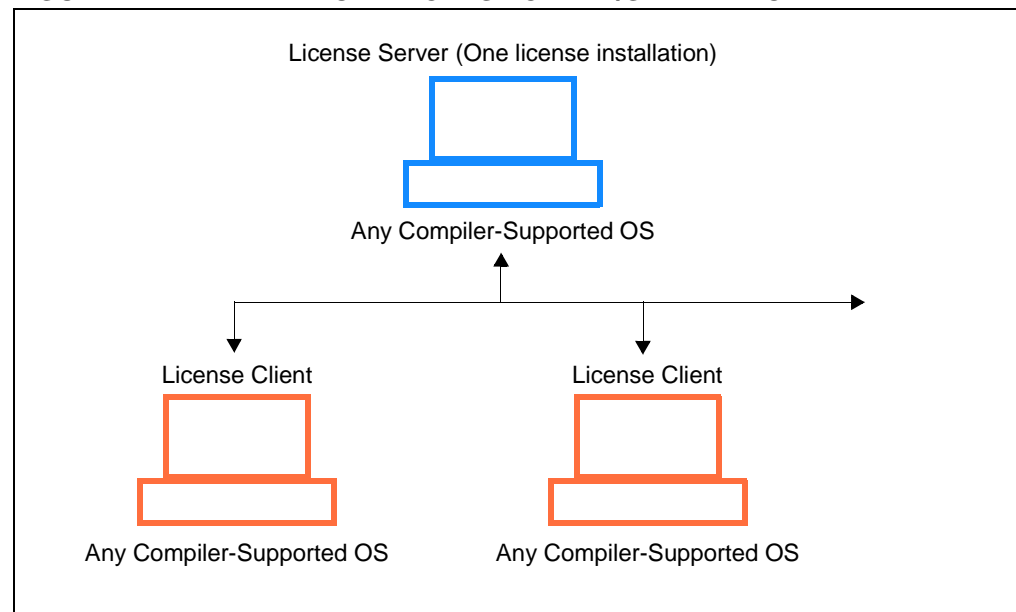 License Server (One license installation)
Any Compiler-Supported OS
License Client
License Client
Any Compiler-Supported OS
Any Compiler-Supported OS